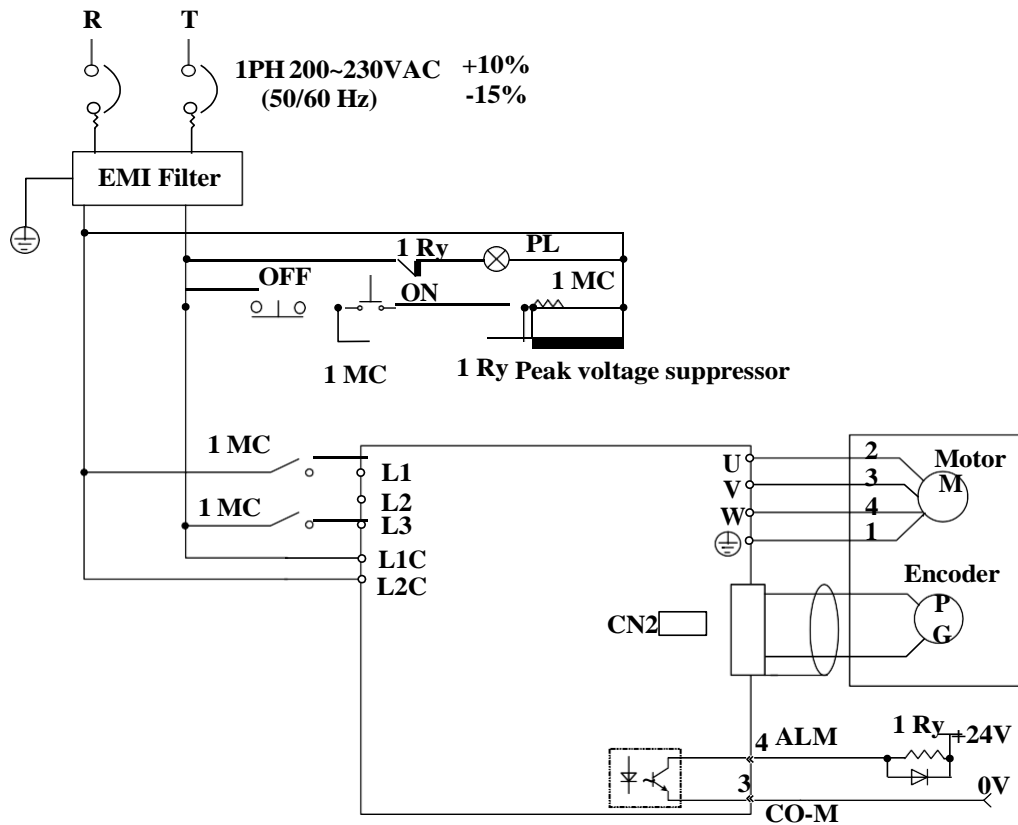 R T
1PH 200~230VAC +10%
(50/60 Hz) -15%
EMI Filter
1 Ry PL
OFF
ON 1 MC
1 MC 1 Ry Peak voltage suppressor
1 MC
L1
L2
1 MC
L3
L1C
L2C
U 2 Motor
V 3 M
W 4
1
Encoder
P
G
CN2
1 Ry
4 ALM +24V
3 0V
CO-M